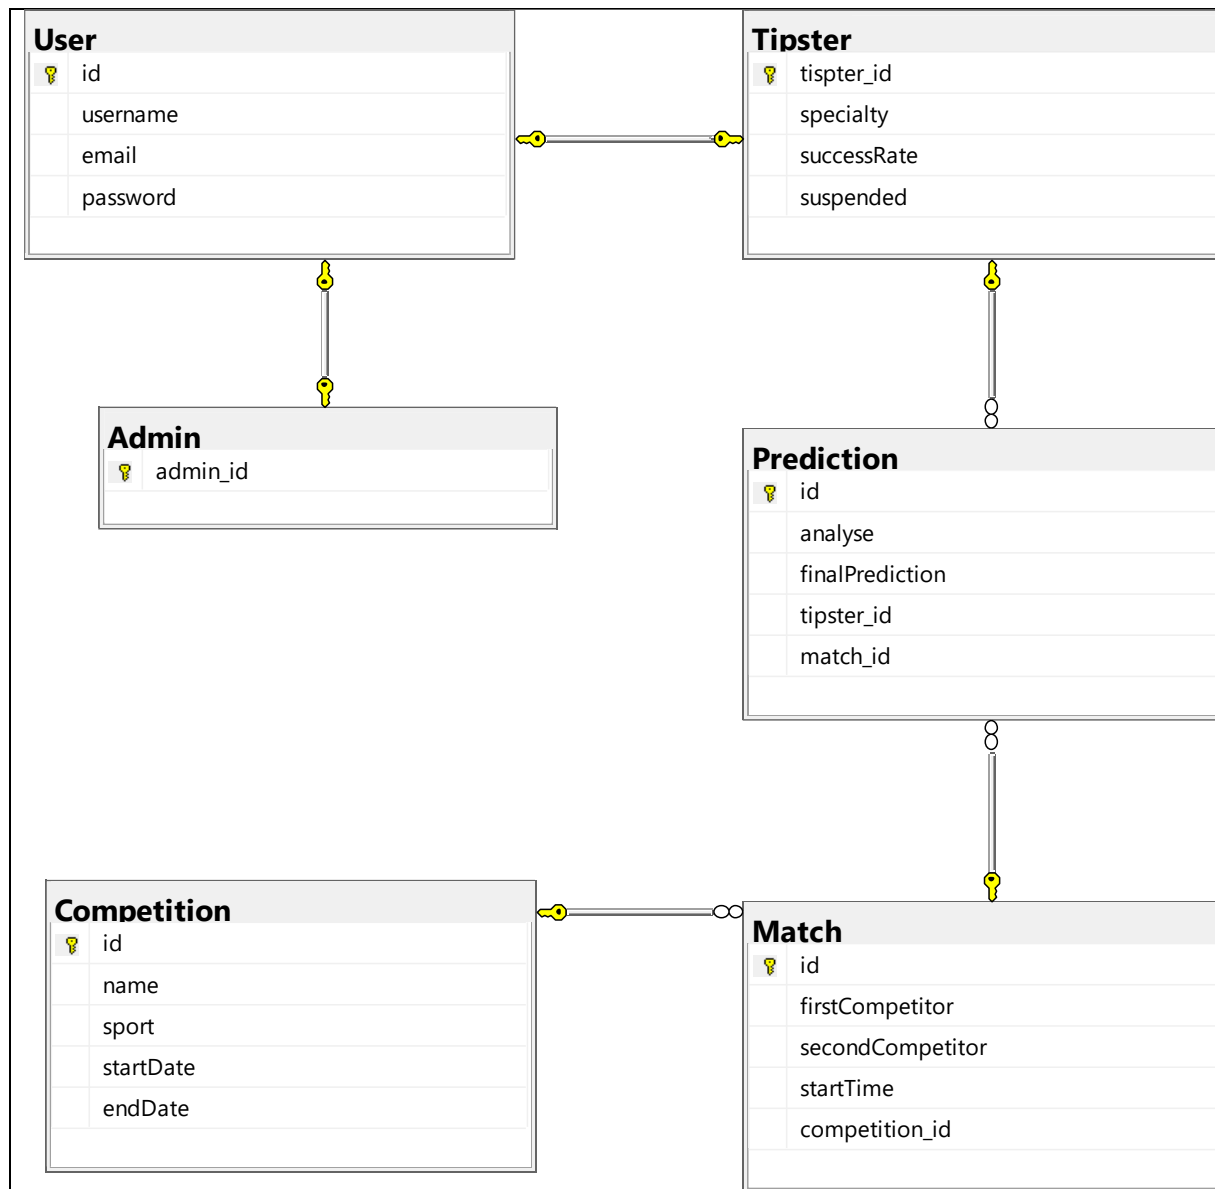 User
id
username
email
password
Tipster
tispter_id
specialty
successRate
suspended
Admin
admin_id
Prediction
id
analyse
finalPrediction
tipster_id
match_id
Competition
id
name
sport
startDate
endDate
Match
id
firstCompetitor
secondCompetitor
startTime
competition_id